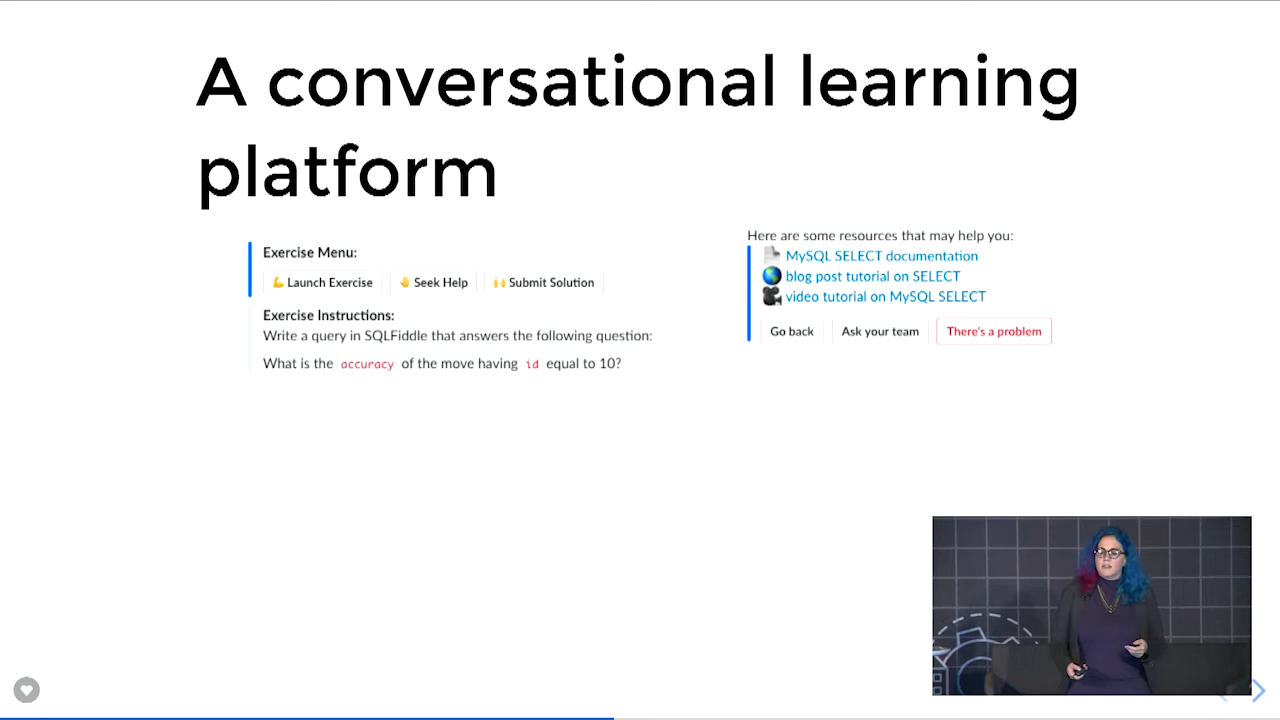 A conversational learning
platform
Exercise Menu:
💪 Launch Exercise 🤚 Seek Help 🙌 Submit Solution
Exercise Instructions:
Write a query in SQLFiddle that answers the following question:
What is the accuracy of the move having id equal to 10?
Here are some resources that may help you:
MySQL SELECT documentation
blog post tutorial on SELECT
video tutorial on MySQL SELECT
Go back Ask your team There's a problem